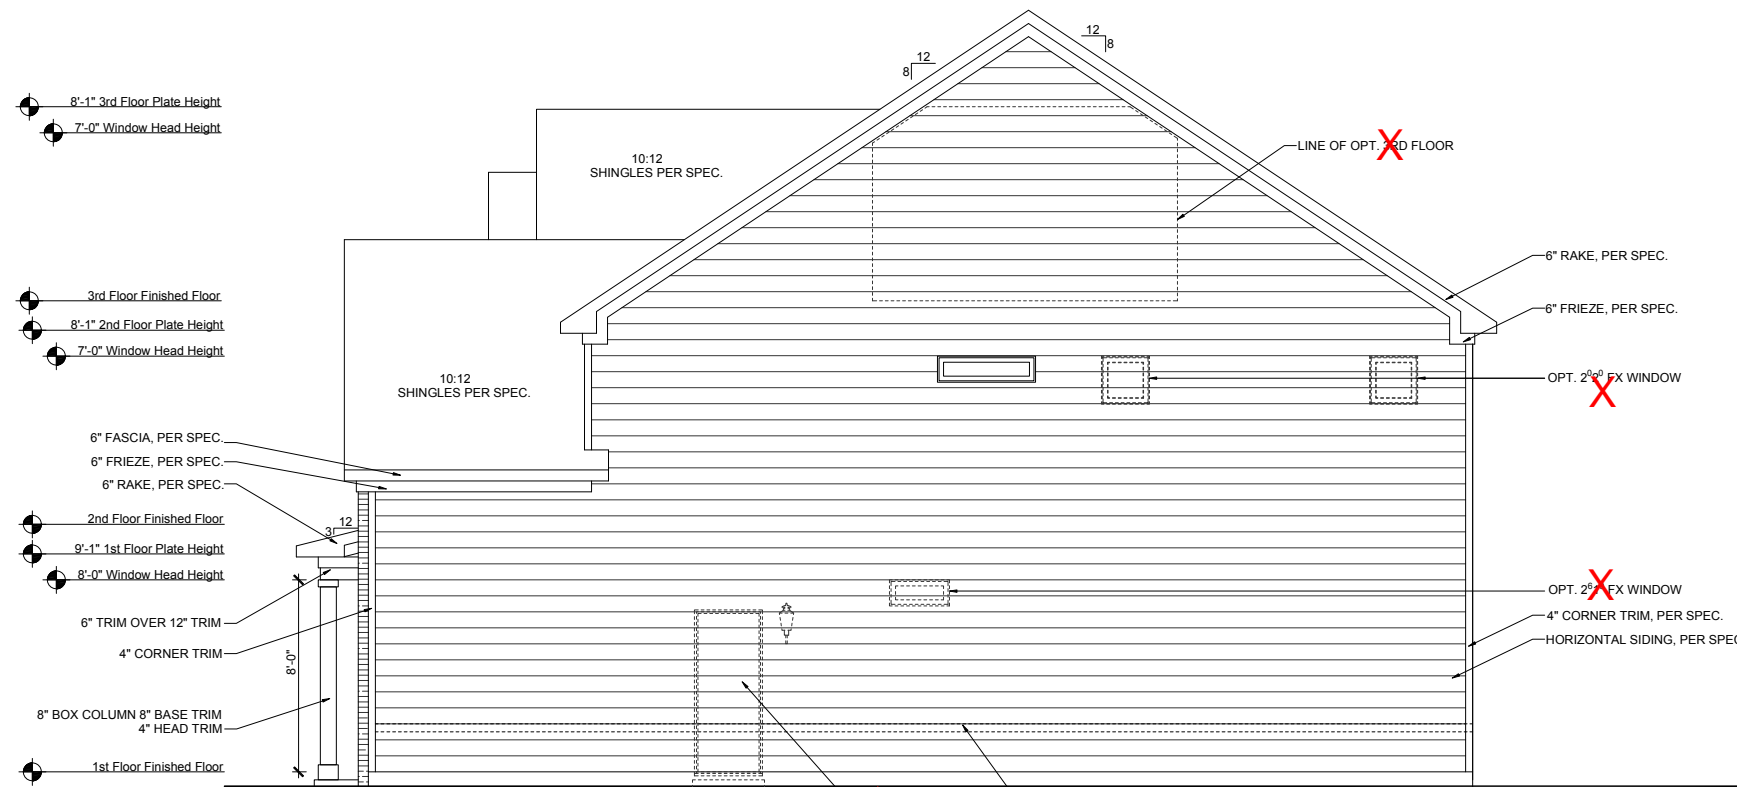 12
8
12
8
8'-1" 3rd Floor Plate Height
7'-0" Window Head Height
LINE OF OPT. FLOOR
10:12
SHINGLES PER SPEC.
6" RAKE, PER SPEC.
3rd Floor Finished Floor
6" FRIEZE, PER SPEC.
8'-1" 2nd Floor Plate Height
7'-0" Window Head Height
10:12
SHINGLES PER SPEC.
OPT. 2⁰2⁰ FX WINDOW
6" FASCIA, PER SPEC.
6" FRIEZE, PER SPEC.
6" RAKE, PER SPEC.
2nd Floor Finished Floor
12
3
9'-1" 1st Floor Plate Height
8'-0" Window Head Height
OPT. FX WINDOW
4" CORNER TRIM, PER SPEC.
6" TRIM OVER 12" TRIM
HORIZONTAL SIDING, PER SPEC
4" CORNER TRIM
8'-0"
8" BOX COLUMN 8" BASE TRIM
4" HEAD TRIM
1st Floor Finished Floor